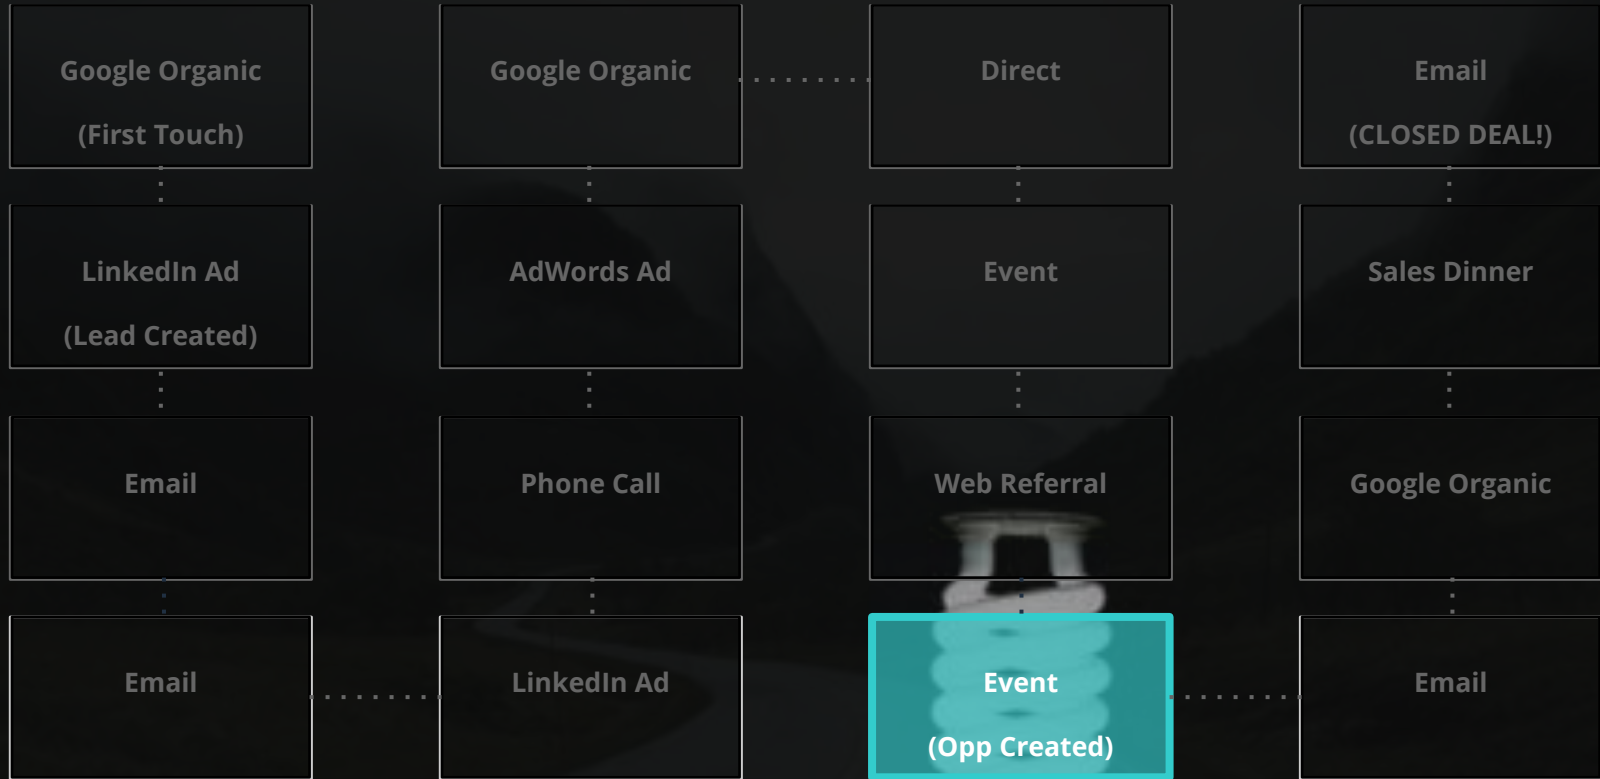 Google Organic
(First Touch)
Google Organic
Direct
Email
(CLOSED DEAL!)
LinkedIn Ad
(Lead Created)
AdWords Ad
Event
Sales Dinner
Email
Phone Call
Web Referral
Google Organic
Email
LinkedIn Ad
Event
(Opp Created)
Email